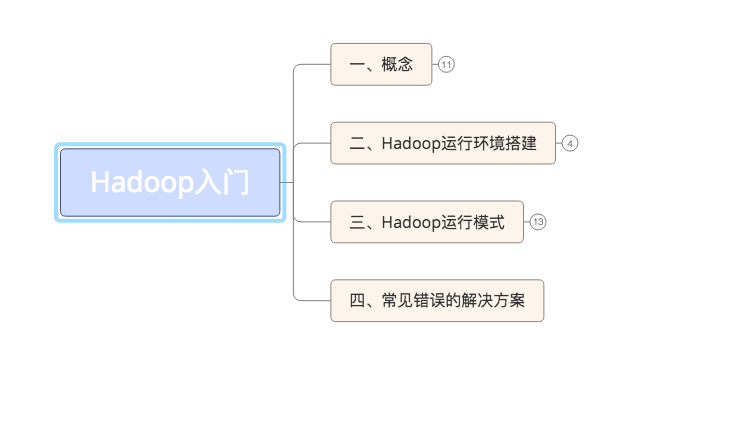 一、概念
11
二、Hadoop运行环境搭建
4
Hadoop入门
三、Hadoop运行模式
13
四、常见错误的解决方案